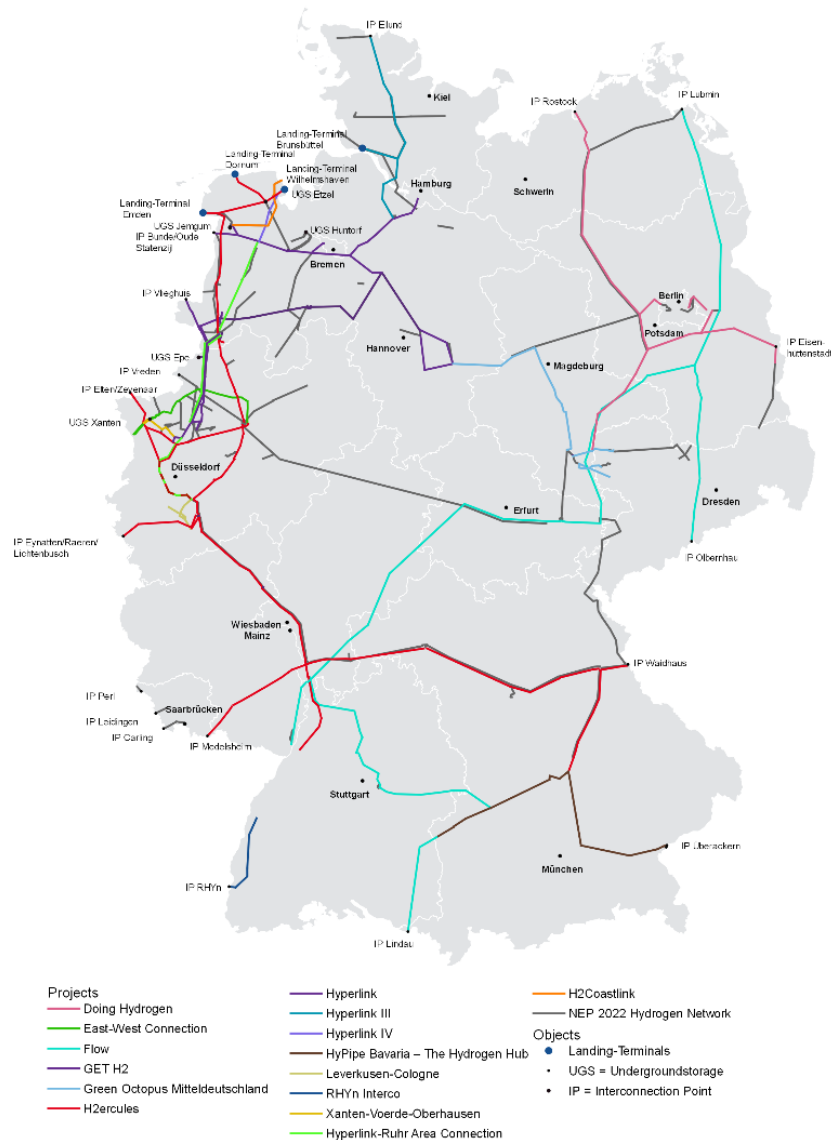 IP Ellund
Kiel
IP Rostock
IP Lubmin
Landing-Terminal
Brunsbüttel
Landing-Terminal
Dornum
Landing-Terminal
Wilhelmshaven
UGS Etzel
Hamburg
Schwerin
Landing-Terminal
Emden
UGS Jemgum
IP Bunde/Oude
Statenzijl
UGS Huntorf
Bremen
IP Vlieghuis
Berlin
Potsdam
Hannover
IP Eisen-
hüttenstadt
UGS Epe
Magdeburg
IP Vreden
IP Elten/Zevenaar
UGS Xanten
Düsseldorf
Erfurt
Dresden
IP Eynatten/Raeren/
Lichtenbusch
IP Olbernhau
Wiesbaden
Mainz
IP Waidhaus
IP Perl
Saarbrücken
IP Leidingen
IP Carling
IP Medelsheim
Stuttgart
IP Überackern
München
IP RHYn
IP Lindau
Projects
Doing Hydrogen
East-West Connection
Flow
GET H2
Green Octopus Mitteldeutschland
H2ercules
Hyperlink
Hyperlink III
Hyperlink IV
HyPipe Bavaria – The Hydrogen Hub
Leverkusen-Cologne
RHYn Interco
Xanten-Voerde-Oberhausen
Hyperlink-Ruhr Area Connection
H2Coastlink
NEP 2022 Hydrogen Network
Objects
Landing-Terminals
UGS = Undergroundstorage
IP = Interconnection Point